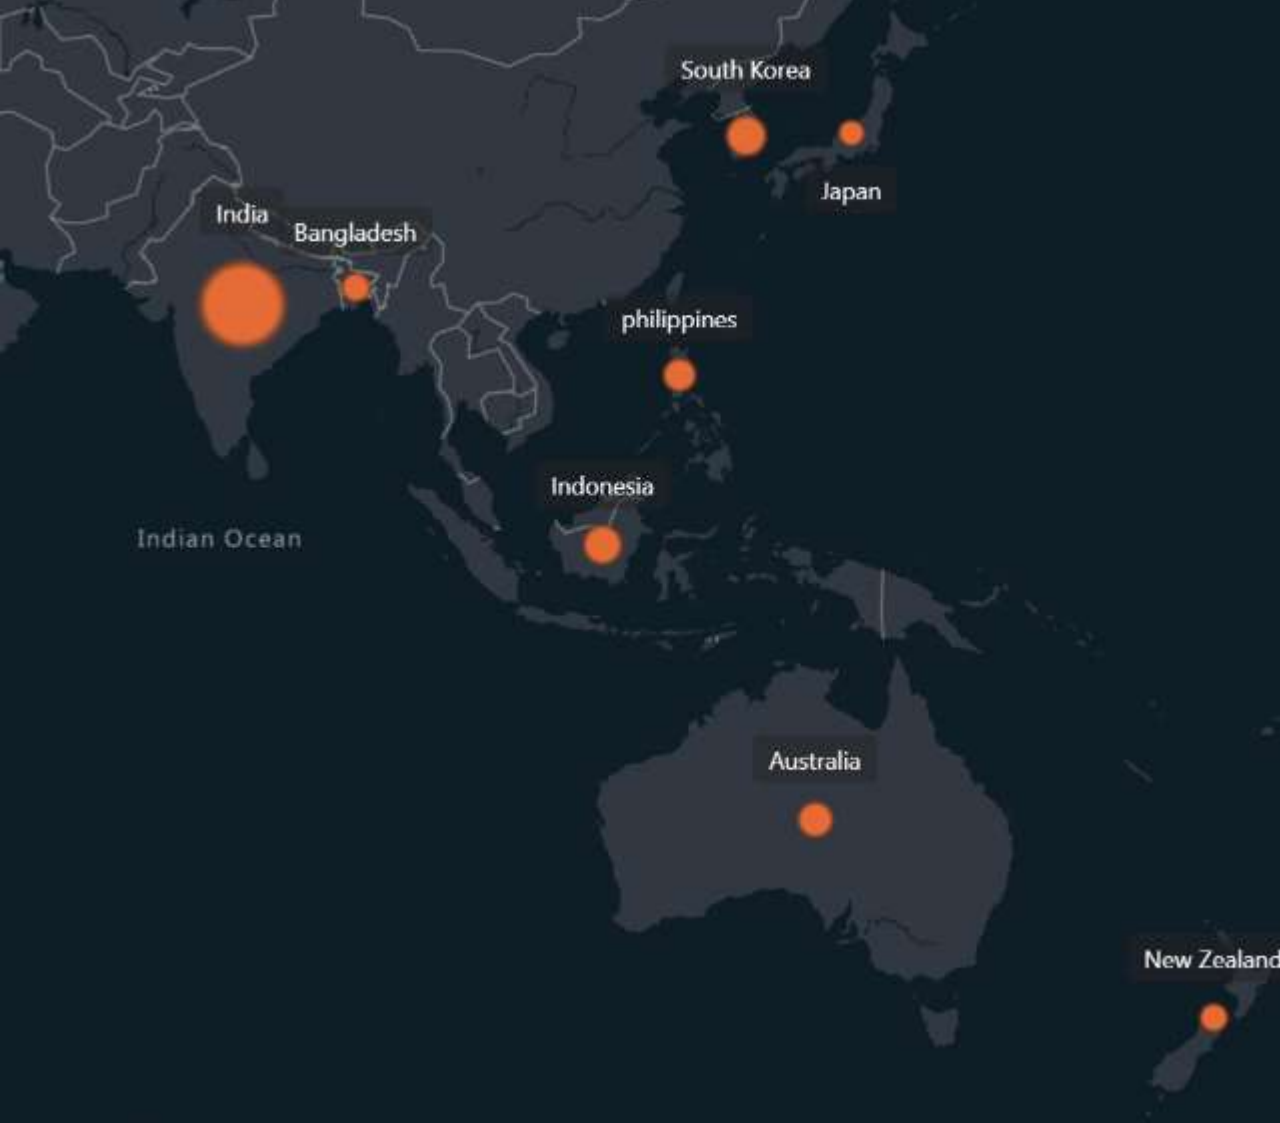 South Korea
Japan
India
Bangladesh
philippines
Indonesia
Indian Ocean
Australia
New Zealand